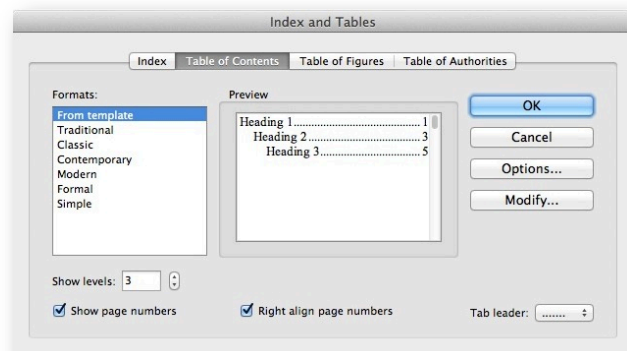 Index and Tables
Index
Table of Contents
Table of Figures
Table of Authorities
Formats:
From template
Traditional
Classic
Contemporary
Modern
Formal
Simple
Preview
Heading 1..................................................... 1
Heading 2.............................................. 3
Heading 3......................................... 5
OK
Cancel
Options...
Modify...
Show levels: 3
Show page numbers
Right align page numbers
Tab leader: .......